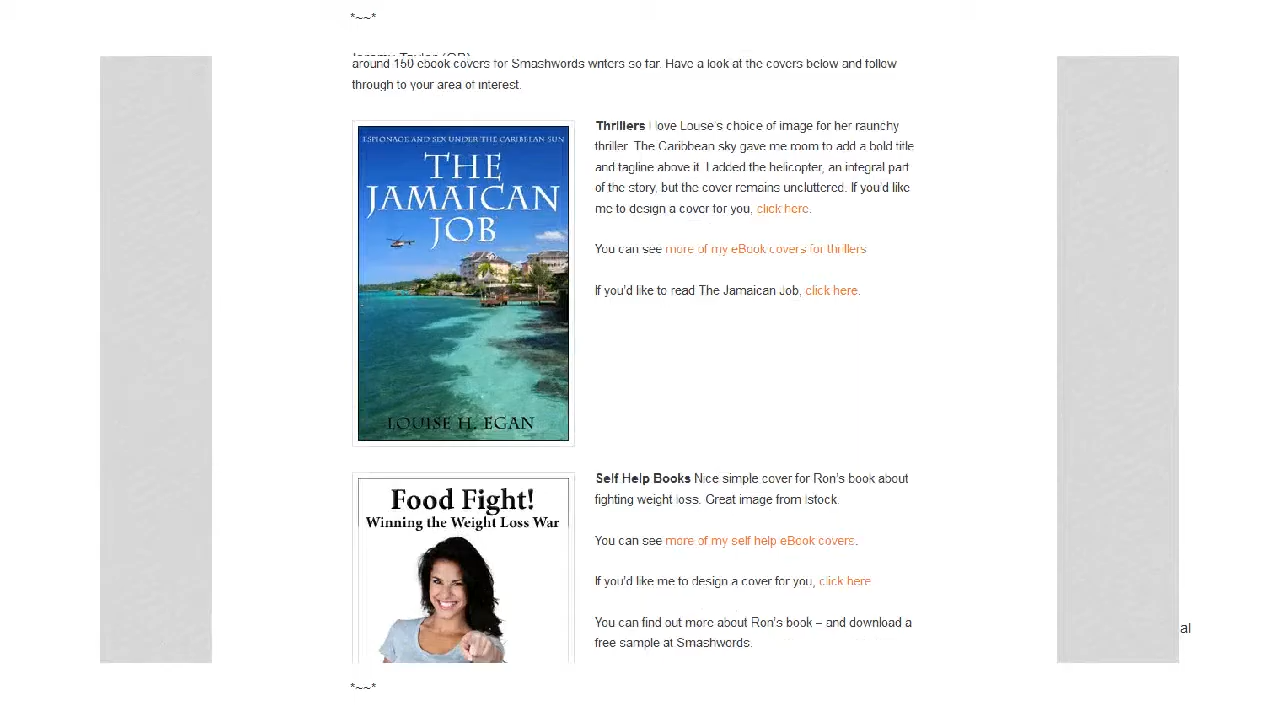 *~~*
around 150 ebook covers for Smashwords writers so far. Have a look at the covers below and follow
through to your area of interest.
ESPIONAGE AND SEX UNDER THE CARIBBEAN SUN
THE
JAMAICAN
JOB
LOUISE H. EGAN
Thrillers I love Louse's choice of image for her raunchy
thriller. The Caribbean sky gave me room to add a bold title
and tagline above it. I added the helicopter, an integral part
of the story, but the cover remains uncluttered. If you'd like
me to design a cover for you, click here.
You can see more of my eBook covers for thrillers
If you'd like to read The Jamaican Job, click here.
Food Fight!
Winning the Weight Loss War
Self Help Books Nice simple cover for Ron's book about
fighting weight loss. Great image from Istock.
You can see more of my self help eBook covers.
If you'd like me to design a cover for you, click here
You can find out more about Ron's book – and download a
free sample at Smashwords.
al
*~~*